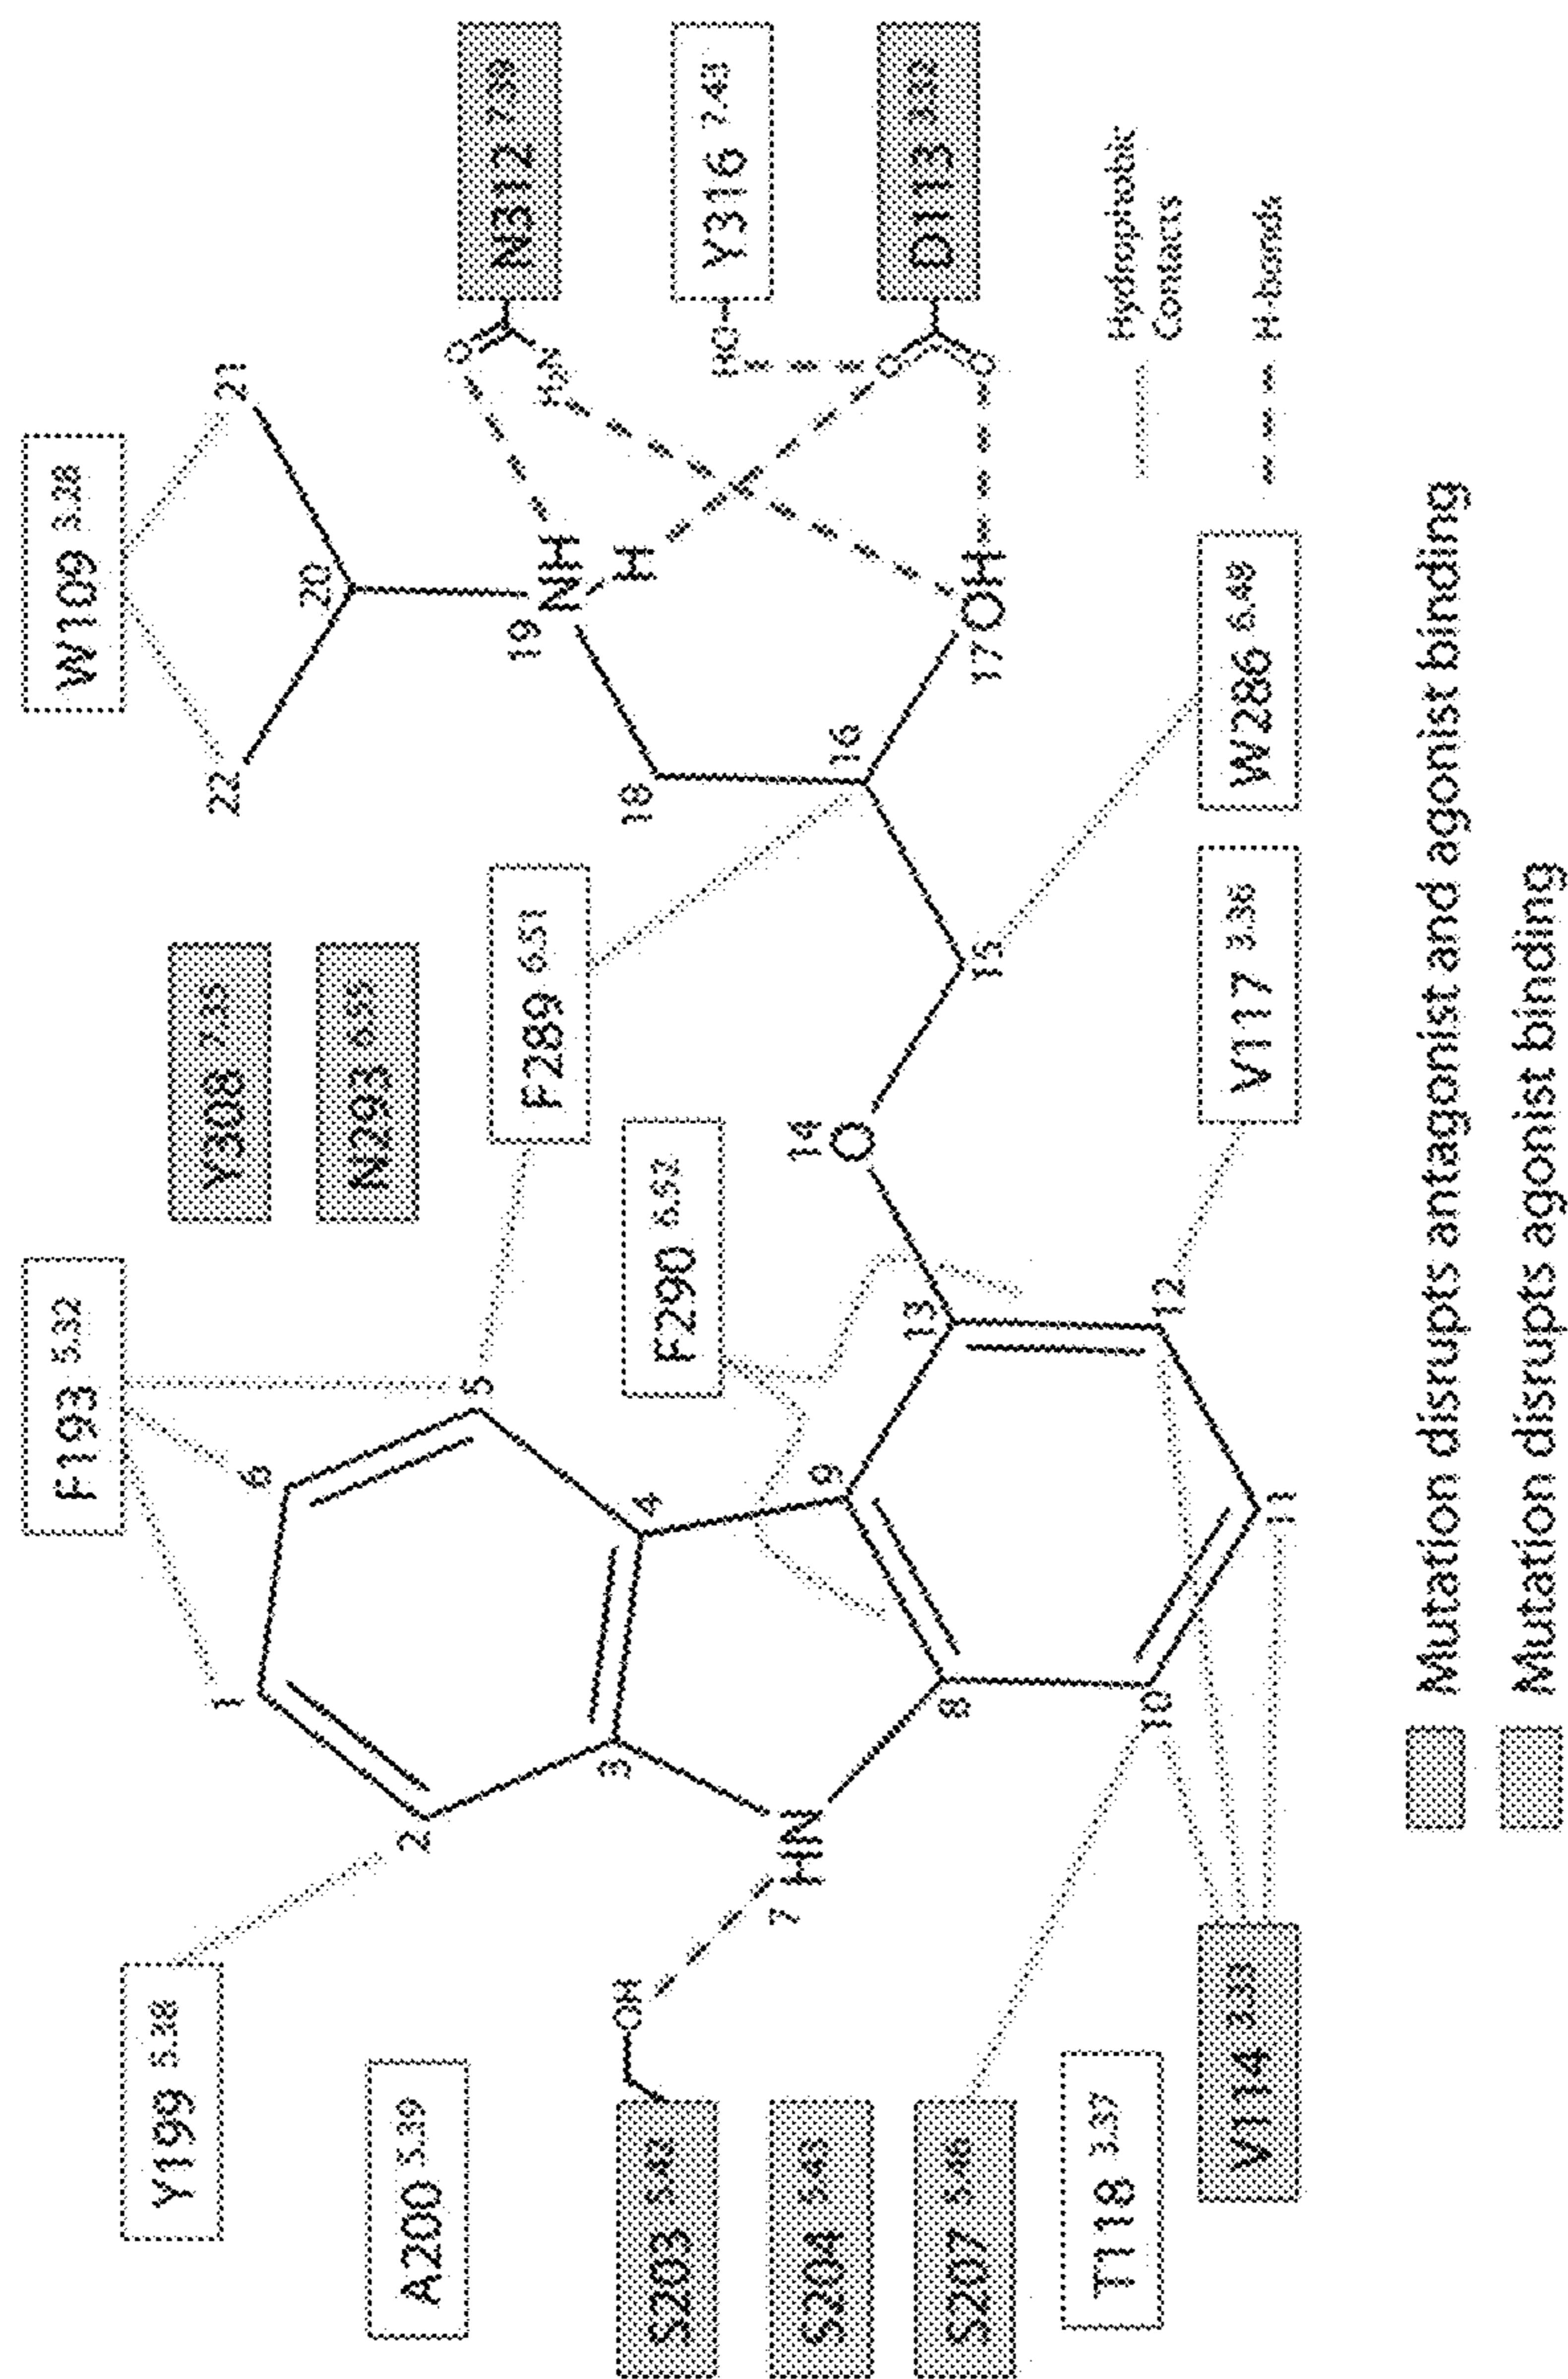 W109 3.28
F193 5.32
Y199 5.38
Y308 7.35
N293 6.55
A200 5.39
22
21
20
N312 7.39
O
H2N
1
6
2
5
F289 6.51
19
NH
H
18
3
4
OH
S203 5.42
F290 6.52
Y316 7.43
HO
7
HN
S204 5.43
9
14
O
16
D113 3.32
O
O
S207 5.46
8
13
15
17
OH
T118 3.37
10
12
V114 3.33
11
V117 3.36
W286 6.48
Hydrophobic
Contacts
H-bonds
Mutation disrupts antagonist and agonist binding
Mutation disrupts agonist binding